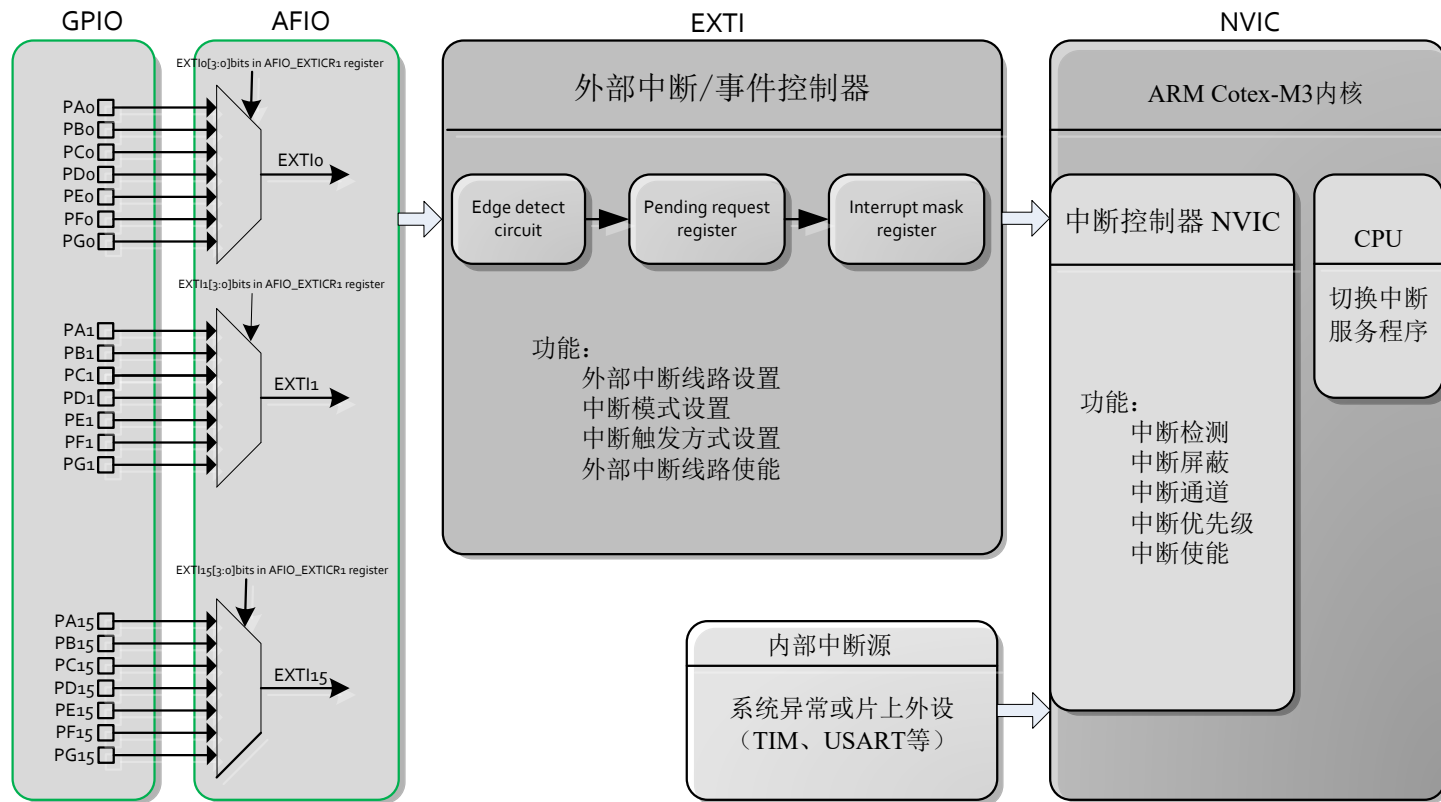 GPIO
AFIO
EXTI
NVIC
EXTI0[3:0]bits in AFIO_EXTICR1 register
PA0
PB0
PC0
PD0
PE0
PF0
PG0
EXTI0
EXTI1[3:0]bits in AFIO_EXTICR1 register
PA1
PB1
PC1
PD1
PE1
PF1
PG1
EXTI1
EXTI15[3:0]bits in AFIO_EXTICR1 register
PA15
PB15
PC15
PD15
PE15
PF15
PG15
EXTI15
外部中断/事件控制器
Edge detect
circuit
Pending request
register
Interrupt mask
register
功能：
外部中断线路设置
中断模式设置
中断触发方式设置
外部中断线路使能
内部中断源
系统异常或片上外设
（TIM、USART等）
ARM Cotex-M3内核
中断控制器 NVIC
功能：
中断检测
中断屏蔽
中断通道
中断优先级
中断使能
CPU
切换中断
服务程序